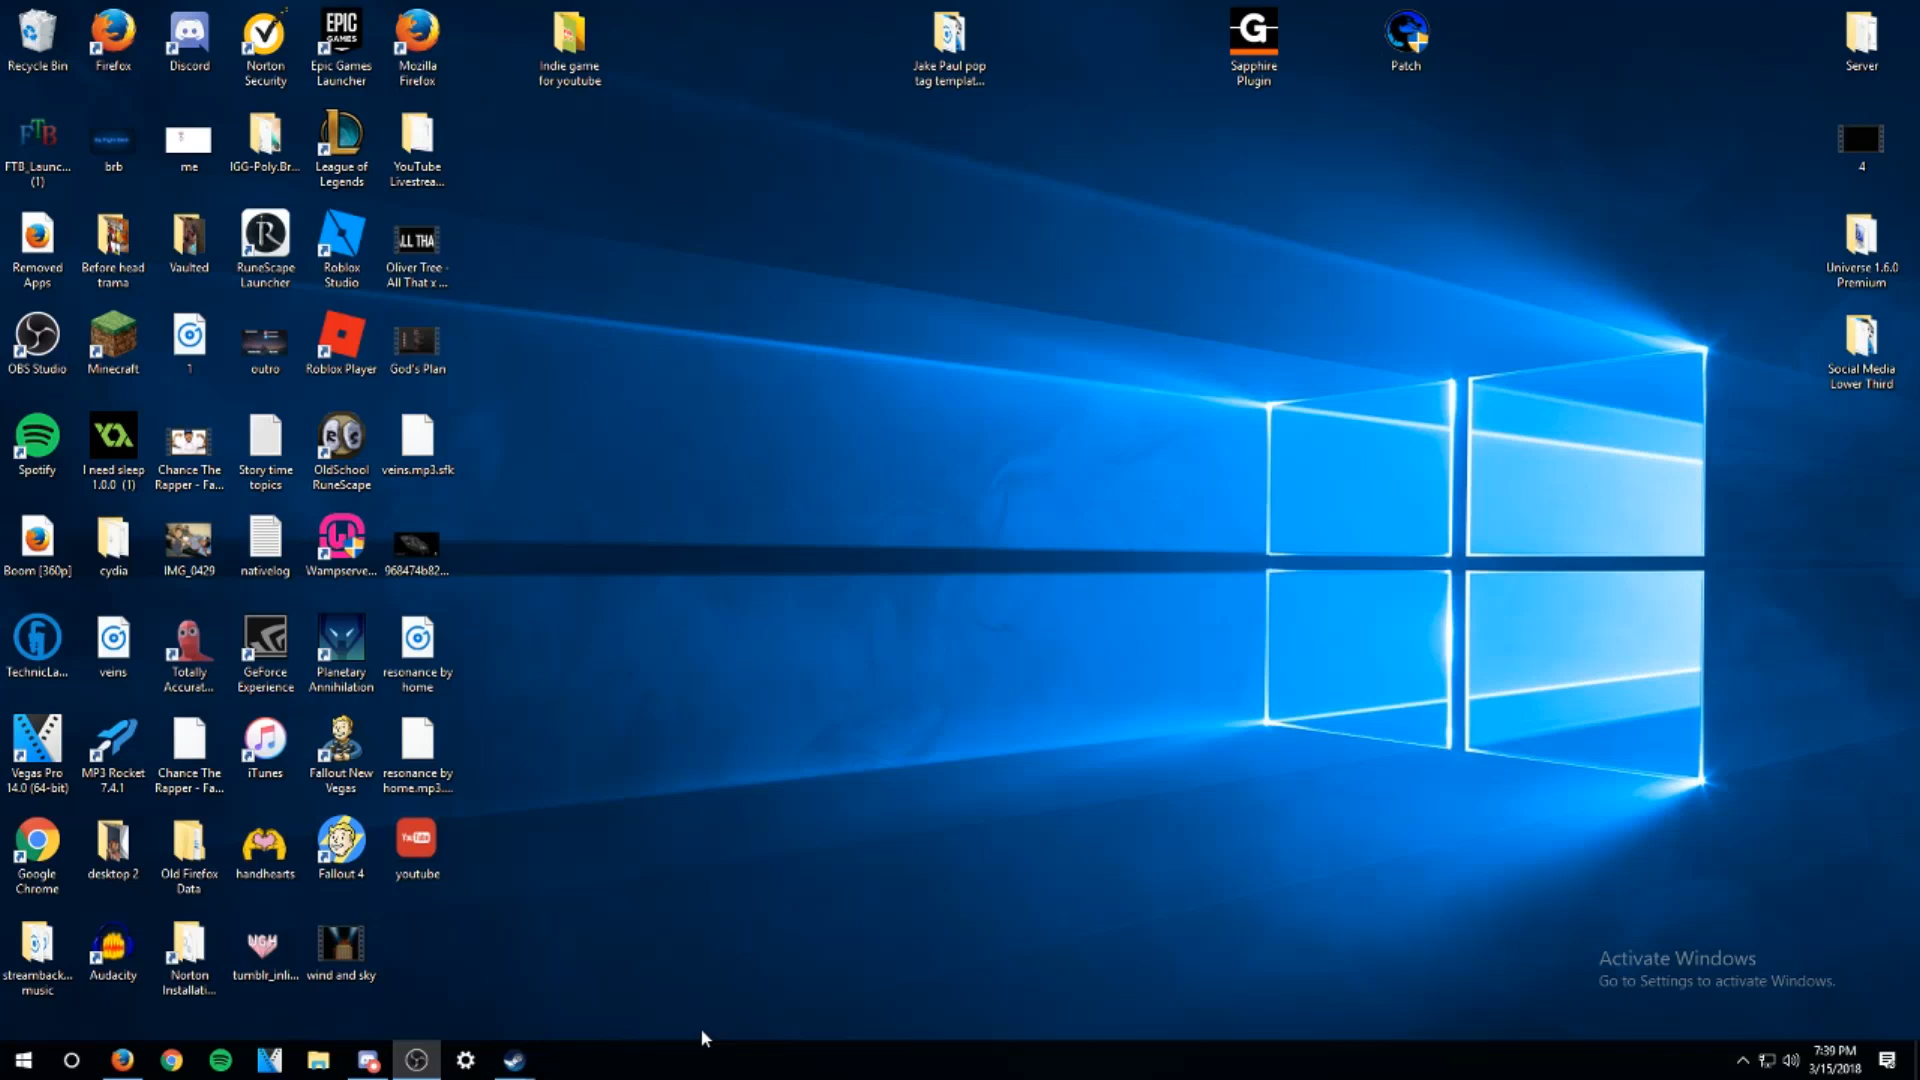 Recycle Bin
Firefox
Discord
Norton
Security
EPIC
GAMES
Epic Games
Launcher
Mozilla
Firefox
Indie game
for youtube
Jake Paul pop
tag templat...
G
Sapphire
Plugin
Patch
Server
FTB
FTB_Launc...
(1)
brb
me
IGG-Poly.Br...
League of
Legends
YouTube
Livestrea...
4
Removed
Apps
Before head
trama
Vaulted
R
RuneScape
Launcher
Roblox
Studio
ALL THA
Oliver Tree -
All That x ...
Universe 1.6.0
Premium
OBS Studio
Minecraft
1
outro
Roblox Player
God's Plan
Social Media
Lower Third
Spotify
I need sleep
1.0.0 (1)
Chance The
Rapper - Fa...
Story time
topics
RS
OldSchool
RuneScape
veins.mp3.sfk
Boom [360p]
cydia
IMG_0429
nativelog
Wampserve...
968474b82...
TechnicLa...
veins
Totally
Accurat...
GeForce
Experience
Planetary
Annihilation
resonance by
home
Vegas Pro
14.0 (64-bit)
MP3 Rocket
7.4.1
Chance The
Rapper - Fa...
iTunes
Fallout New
Vegas
resonance by
home.mp3....
Google
Chrome
desktop 2
Old Firefox
Data
handhearts
Fallout 4
YouTube
youtube
streamback...
music
Audacity
Norton
Installati...
UGH
tumblr_inli...
wind and sky
Activate Windows
Go to Settings to activate Windows.
7:39 PM
3/15/2018